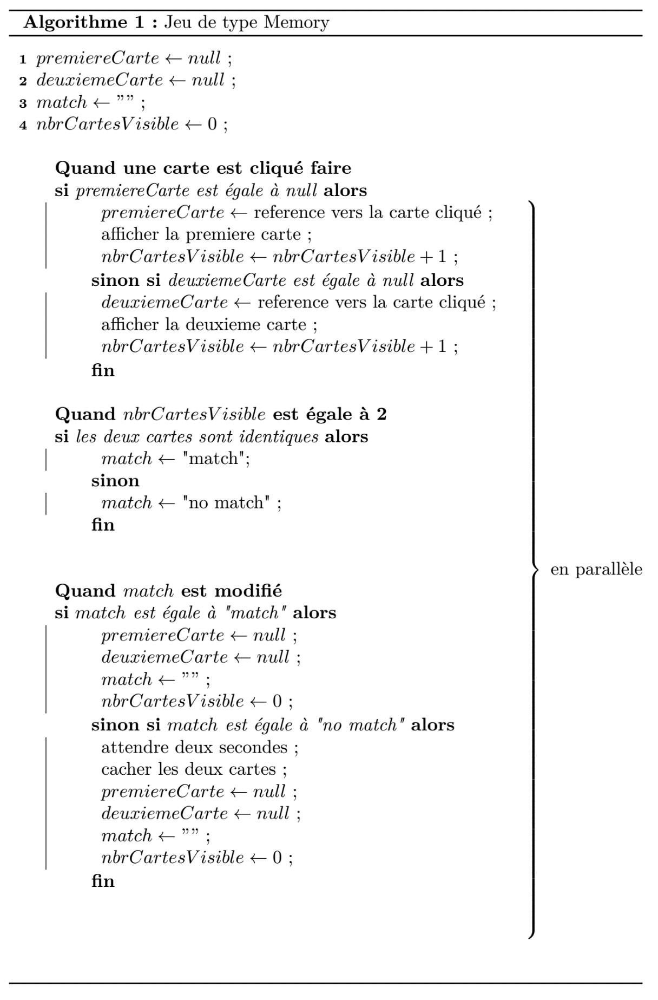 Algorithme 1 : Jeu de type Memory
1 premiereCarte ← null ;
2 deuxiemeCarte ← null ;
3 match ← ”” ;
4 nbrCartesVisible ← 0 ;
Quand une carte est cliqué faire
si premiereCarte est égale à null alors
premiereCarte ← reference vers la carte cliqué ;
afficher la premiere carte ;
nbrCartesVisible ← nbrCartesVisible + 1 ;
sinon si deuxiemeCarte est égale à null alors
deuxiemeCarte ← reference vers la carte cliqué ;
afficher la deuxieme carte ;
nbrCartesVisible ← nbrCartesVisible + 1 ;
fin
Quand nbrCartesVisible est égale à 2
si les deux cartes sont identiques alors
match ← "match";
sinon
match ← "no match" ;
fin
en parallèle
Quand match est modifié
si match est égale à "match" alors
premiereCarte ← null ;
deuxiemeCarte ← null ;
match ← ”” ;
nbrCartesVisible ← 0 ;
sinon si match est égale à "no match" alors
attendre deux secondes ;
cacher les deux cartes ;
premiereCarte ← null ;
deuxiemeCarte ← null ;
match ← ”” ;
nbrCartesVisible ← 0 ;
fin